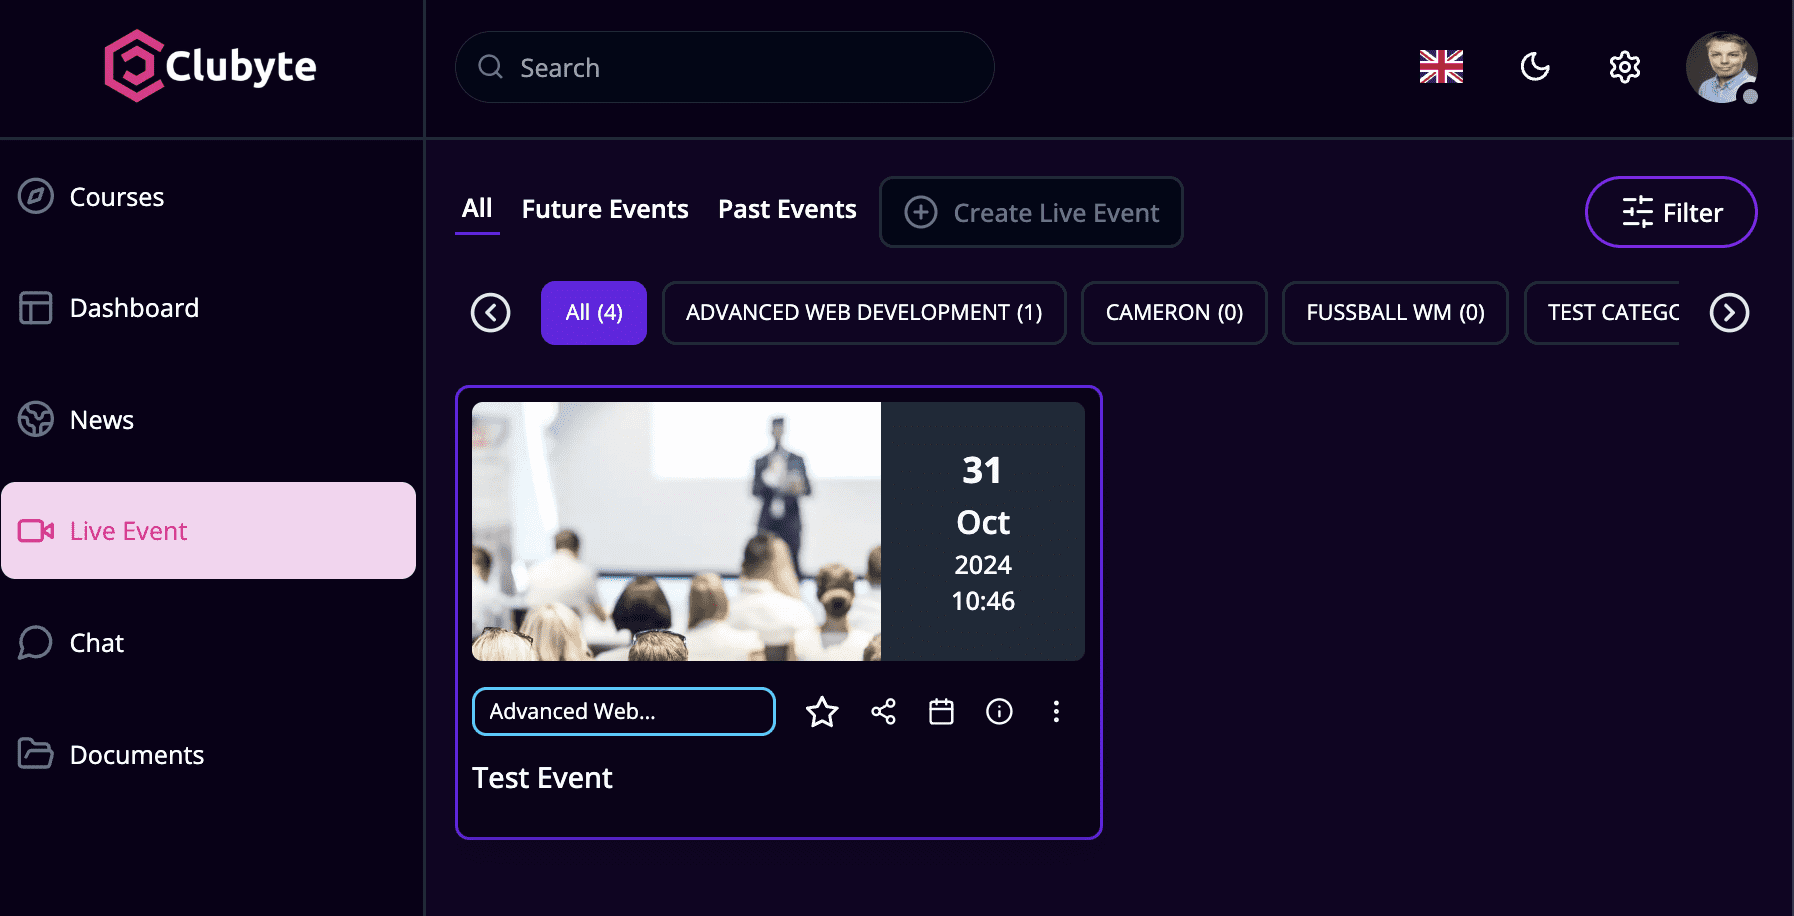 Clubyte
Search
Courses
Dashboard
News
Live Event
Chat
Documents
All
Future Events
Past Events
Create Live Event
Filter
All (4)
ADVANCED WEB DEVELOPMENT (1)
CAMERON (0)
FUSSBALL WM (0)
TEST CATEGC
31
Oct
2024
10:46
Advanced Web...
Test Event